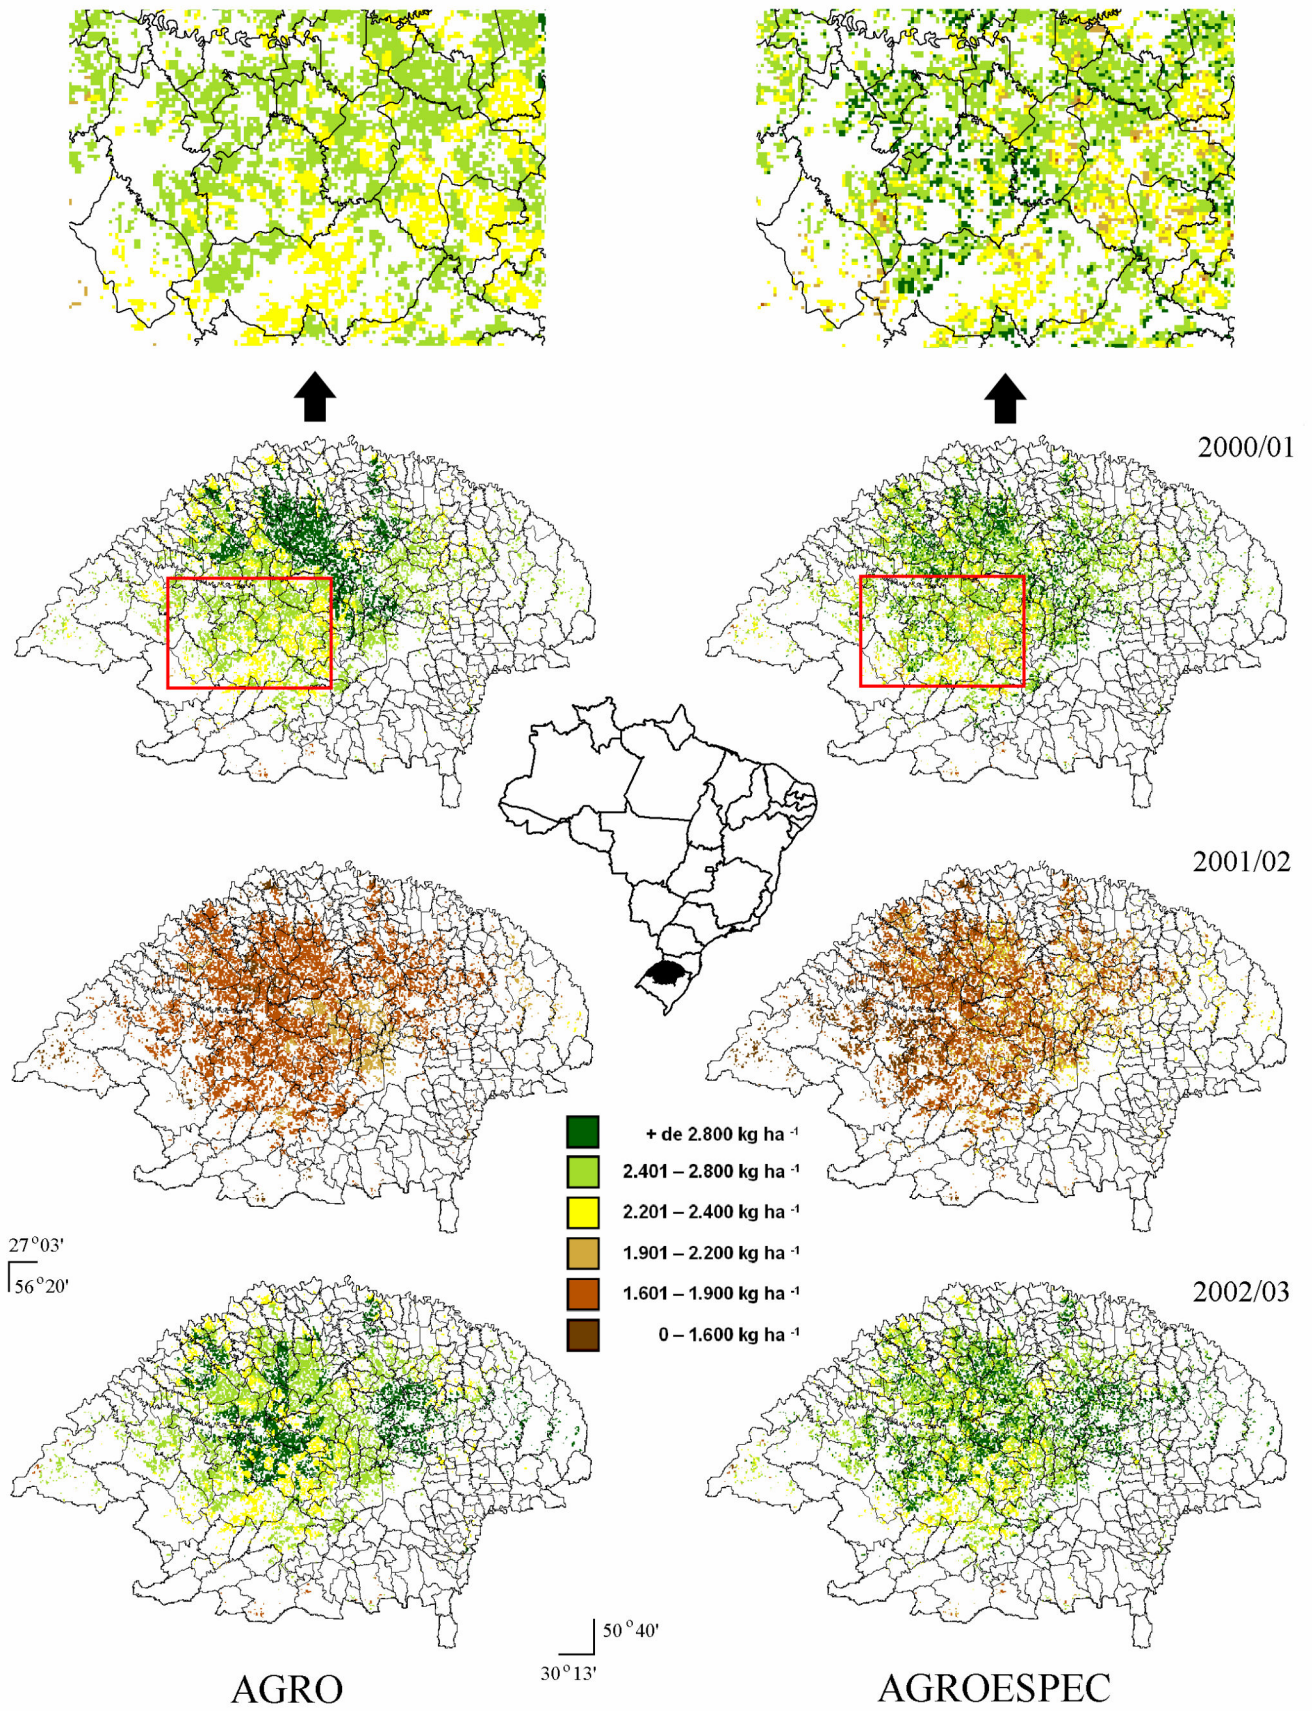 2000/01
2001/02
+ de 2.800 kg ha -1
2.401 – 2.800 kg ha -1
2.201 – 2.400 kg ha -1
1.901 – 2.200 kg ha -1
1.601 – 1.900 kg ha -1
0 – 1.600 kg ha -1
27°03'
56°20'
2002/03
50°40'
30°13'
AGRO
AGROESPEC